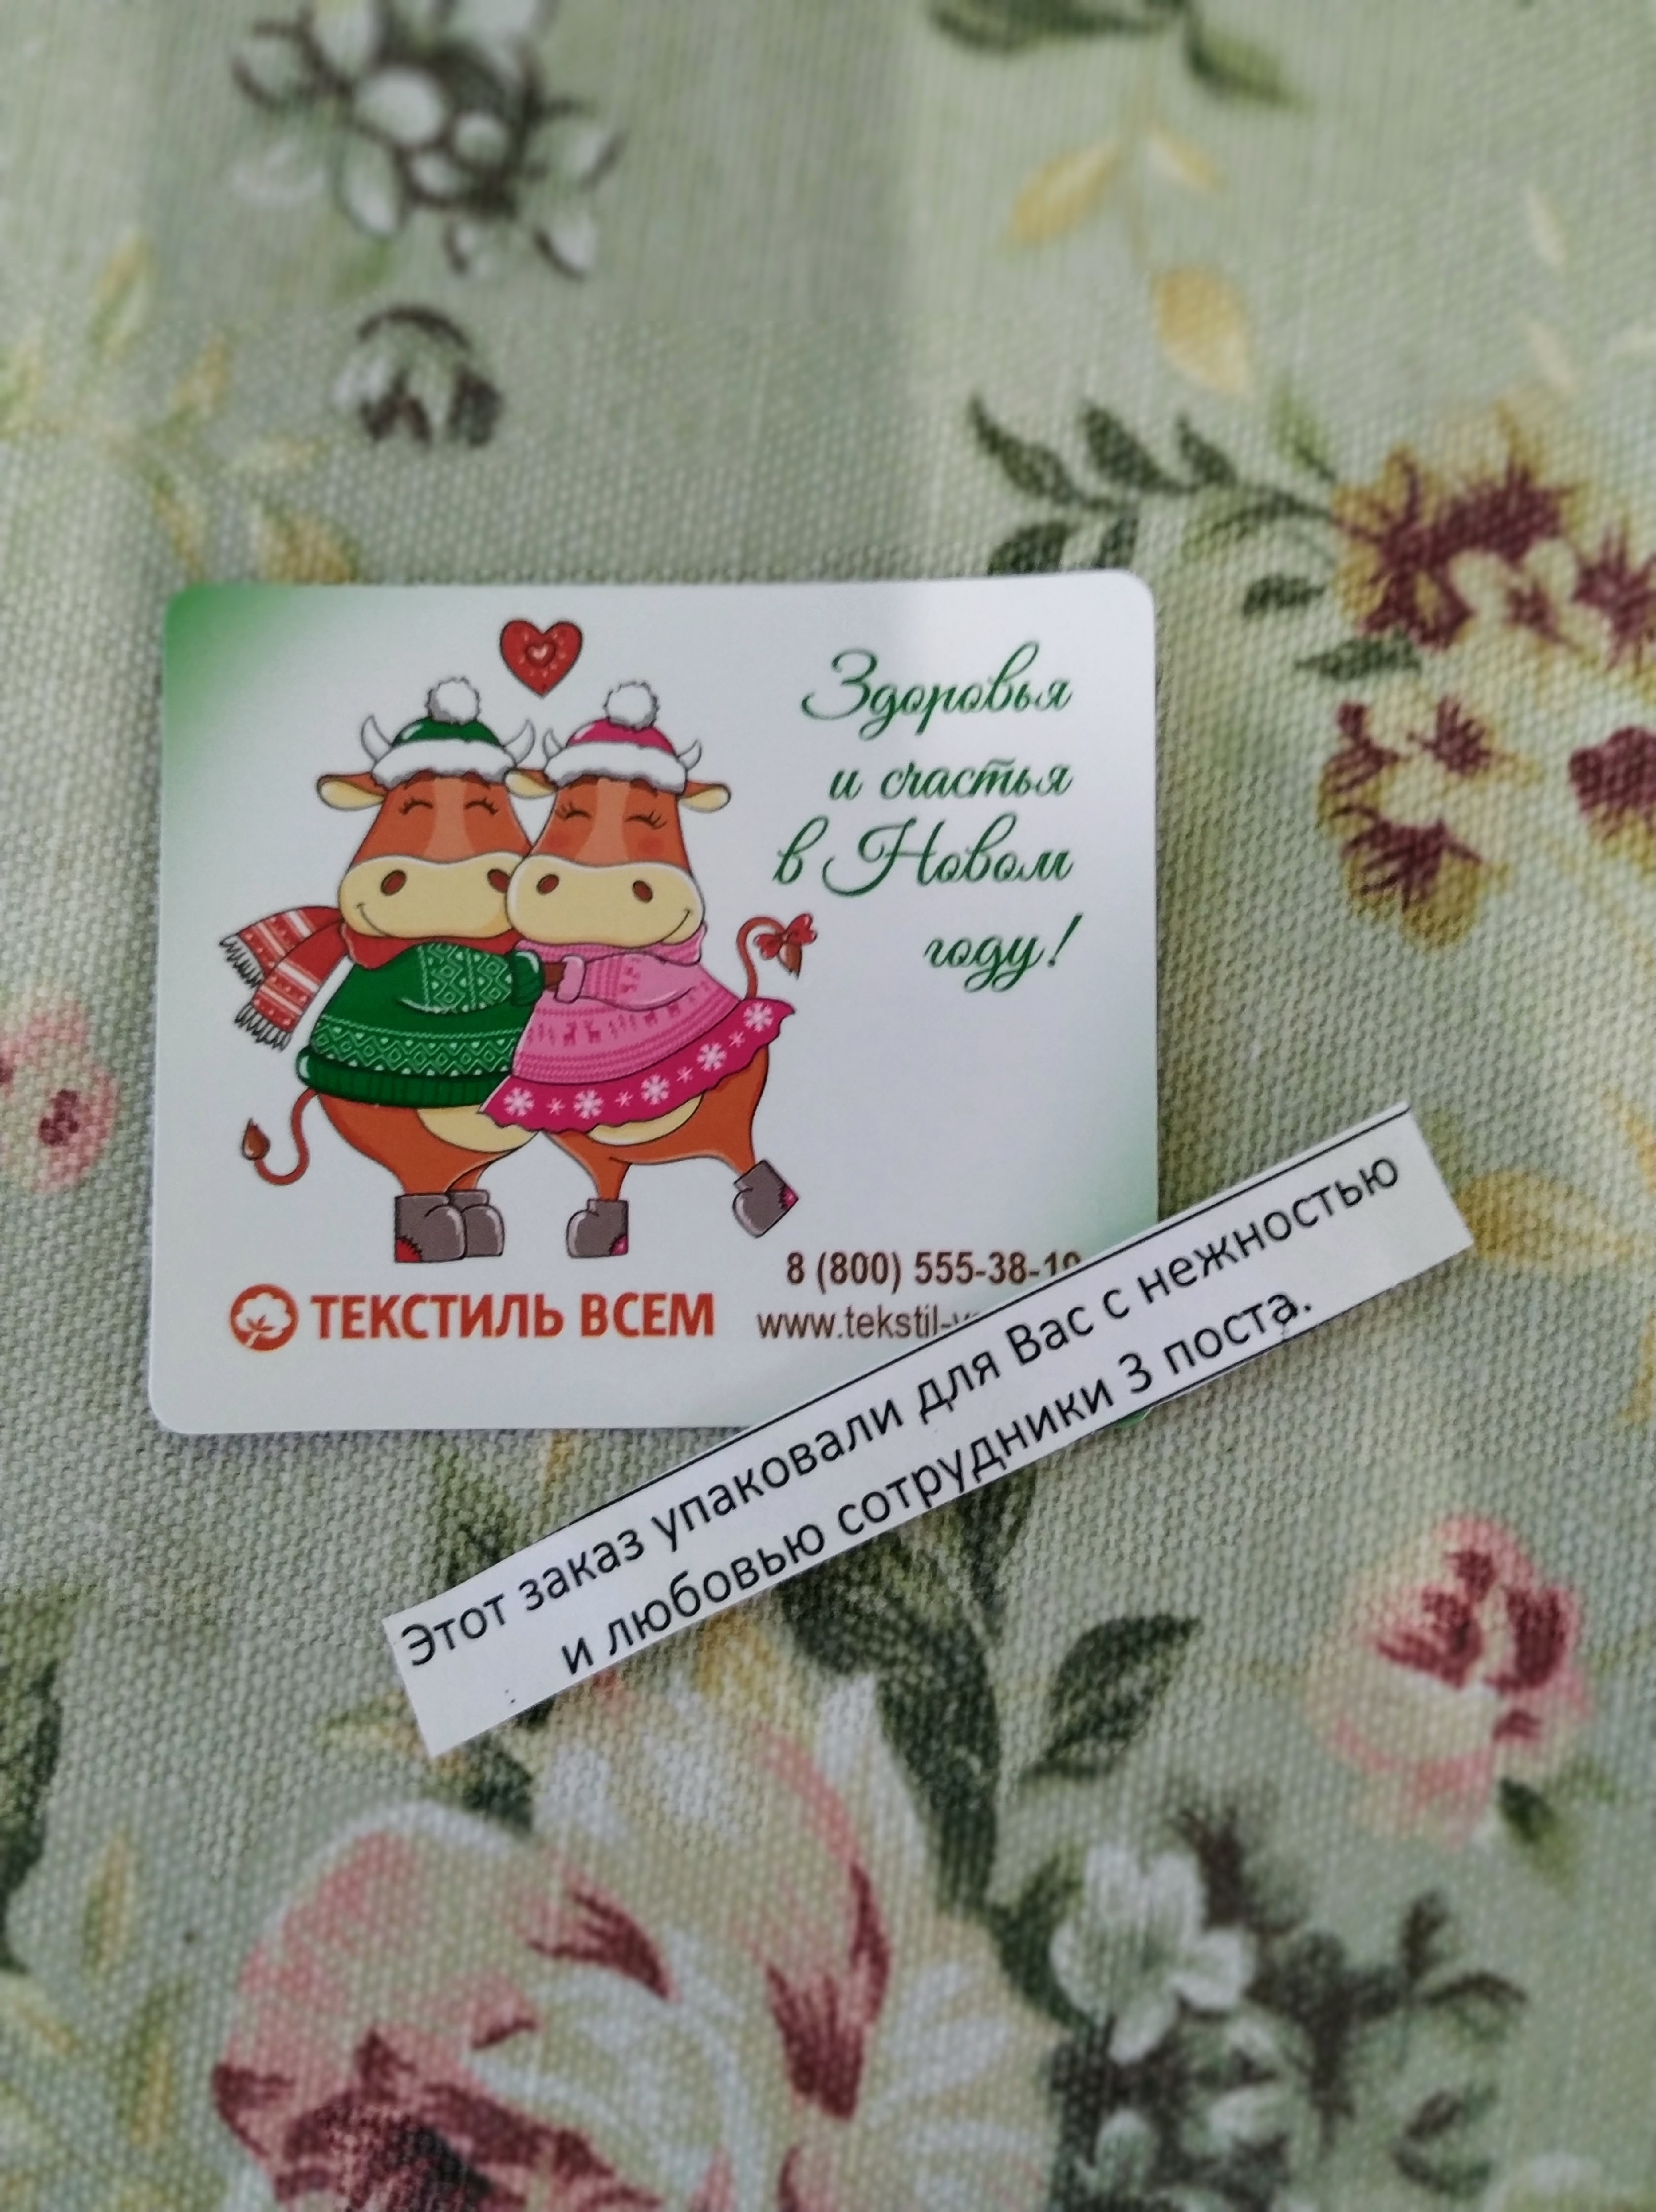 Здоровья
и счастья
в Новом
году!
8 (800) 555-38-19
ТЕКСТИЛЬ ВСЕМ
www.tekstil-
Этот заказ упаковали для Вас с нежностью
и любовью сотрудники 3 поста.